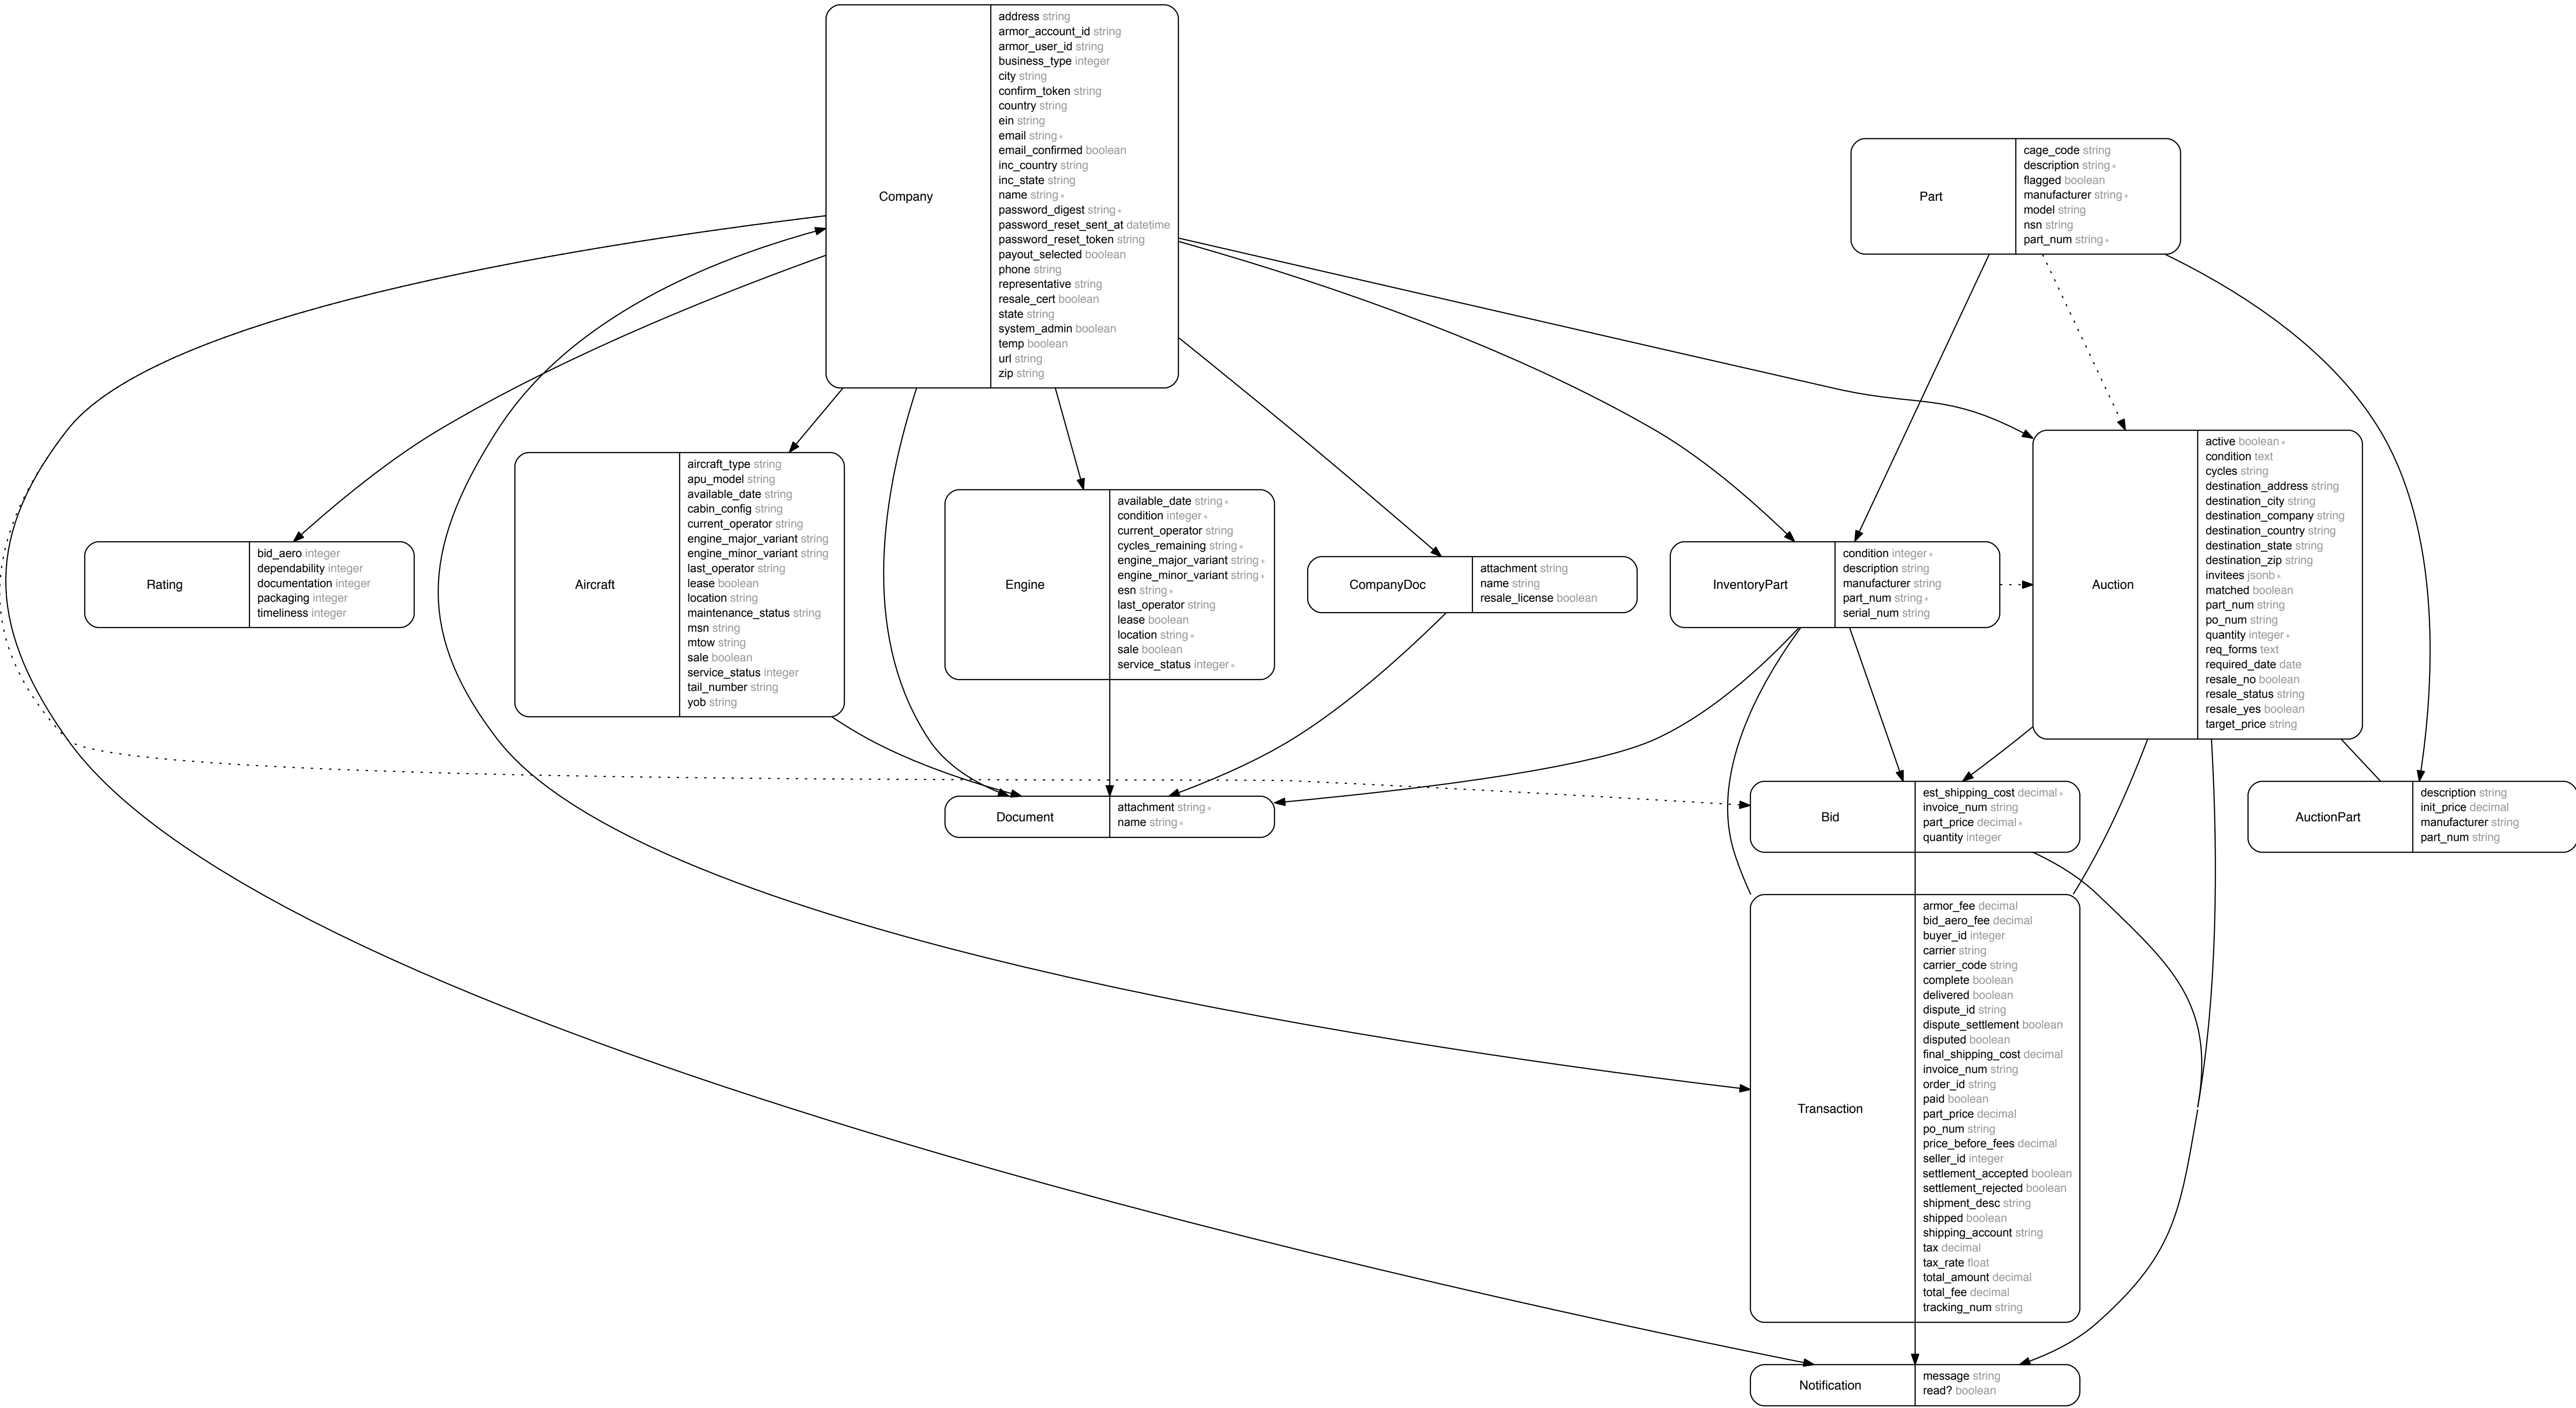 Company
address string
armor_account_id string
armor_user_id string
business_type integer
city string
confirm_token string
country string
ein string
email string *
email_confirmed boolean
inc_country string
inc_state string
name string *
password_digest string *
password_reset_sent_at datetime
password_reset_token string
payout_selected boolean
phone string
representative string
resale_cert boolean
state string
system_admin boolean
temp boolean
url string
zip string
Part
cage_code string
description string *
flagged boolean
manufacturer string *
model string
nsn string
part_num string *
Rating
bid_aero integer
dependability integer
documentation integer
packaging integer
timeliness integer
Aircraft
aircraft_type string
apu_model string
available_date string
cabin_config string
current_operator string
engine_major_variant string
engine_minor_variant string
last_operator string
lease boolean
location string
maintenance_status string
msn string
mtow string
sale boolean
service_status integer
tail_number string
yob string
Engine
available_date string *
condition integer *
current_operator string
cycles_remaining string *
engine_major_variant string *
engine_minor_variant string *
esn string *
last_operator string
lease boolean
location string *
sale boolean
service_status integer *
CompanyDoc
attachment string
name string
resale_license boolean
InventoryPart
condition integer *
description string
manufacturer string
part_num string *
serial_num string
Auction
active boolean *
condition text
cycles string
destination_address string
destination_city string
destination_company string
destination_country string
destination_state string
destination_zip string
invitees jsonb *
matched boolean
part_num string
po_num string
quantity integer *
req_forms text
required_date date
resale_no boolean
resale_status string
resale_yes boolean
target_price string
Document
attachment string *
name string *
Bid
est_shipping_cost decimal *
invoice_num string
part_price decimal *
quantity integer
AuctionPart
description string
init_price decimal
manufacturer string
part_num string
Transaction
armor_fee decimal
bid_aero_fee decimal
buyer_id integer
carrier string
carrier_code string
complete boolean
delivered boolean
dispute_id string
dispute_settlement boolean
disputed boolean
final_shipping_cost decimal
invoice_num string
order_id string
paid boolean
part_price decimal
po_num string
price_before_fees decimal
seller_id integer
settlement_accepted boolean
settlement_rejected boolean
shipment_desc string
shipped boolean
shipping_account string
tax decimal
tax_rate float
total_amount decimal
total_fee decimal
tracking_num string
Notification
message string
read? boolean